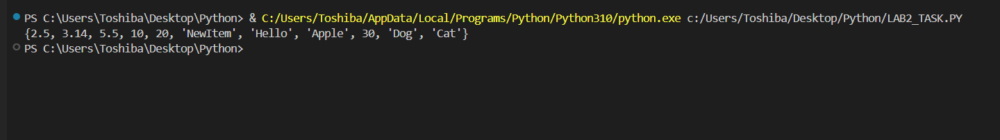 PS C:\Users\Toshiba\Desktop\Python> & C:/Users/Toshiba/AppData/Local/Programs/Python/Python310/python.exe c:/Users/Toshiba/Desktop/Python/LAB2_TASK.PY
{2.5, 3.14, 5.5, 10, 20, 'NewItem', 'Hello', 'Apple', 30, 'Dog', 'Cat'}
PS C:\Users\Toshiba\Desktop\Python>